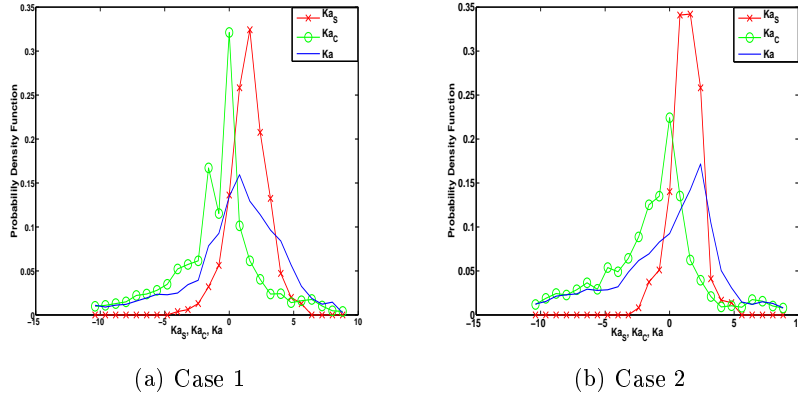 0.35
0.3
0.25
0.2
0.15
0.1
0.05
0
Probability Density Function
−15
−10
−5
0
5
10
Ka_S, Ka_C, Ka
Ka_S
Ka_C
Ka
(a) Case 1
0.35
0.3
0.25
0.2
0.15
0.1
0.05
0
Probability Density Function
−15
−10
−5
0
5
10
Ka_S, Ka_C, Ka
Ka_S
Ka_C
Ka
(b) Case 2